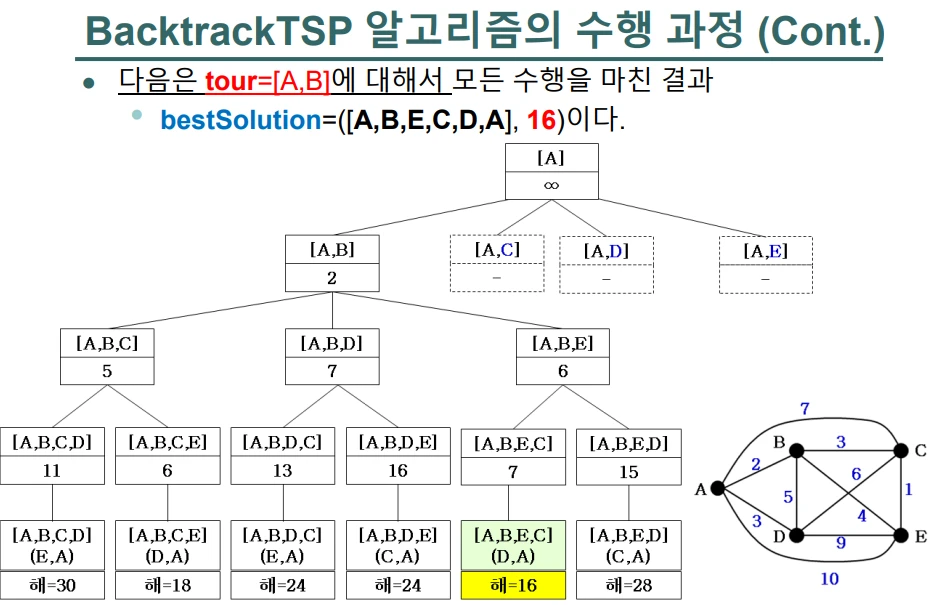 BacktrackTSP 알고리즘의 수행 과정 (Cont.)
● 다음은 tour=[A,B]에 대해서 모든 수행을 마친 결과
● bestSolution=([A,B,E,C,D,A], 16)이다.
[A]
∞
[A,B] [A,C] [A,D] [A,E]
2 – – –
[A,B,C] [A,B,D] [A,B,E]
5 7 6
[A,B,C,D] [A,B,C,E] [A,B,D,C] [A,B,D,E] [A,B,E,C] [A,B,E,D]
11 6 13 16 7 15
[A,B,C,D] [A,B,C,E] [A,B,D,C] [A,B,D,E] [A,B,E,C] [A,B,E,D]
(E,A) (D,A) (E,A) (C,A) (D,A) (C,A)
해=30 해=18 해=24 해=24 해=16 해=28
7
B 3 C
2 6
A 5 1
3 4
D 9 E
10